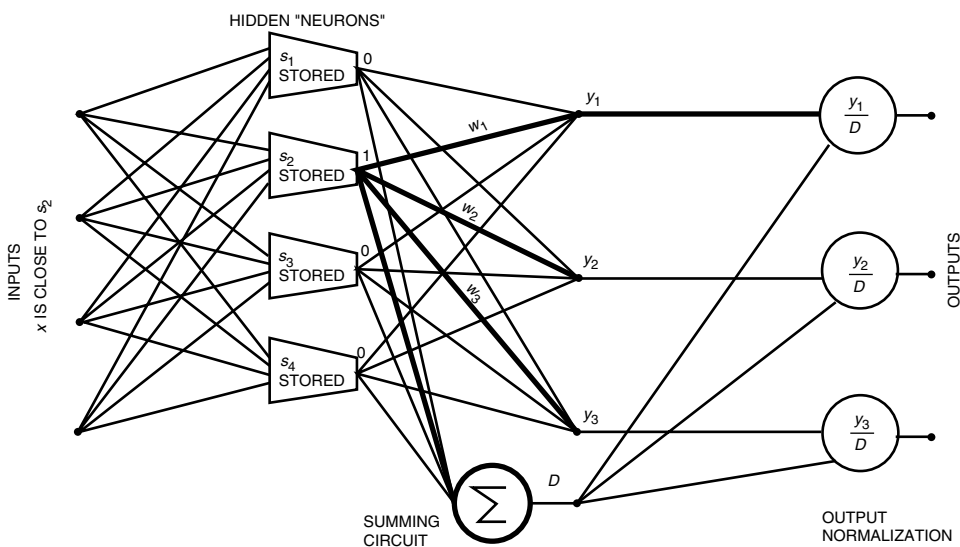 HIDDEN "NEURONS"
s1
STORED
0
s2
STORED
1
s3
STORED
0
s4
STORED
0
INPUTS
x IS CLOSE TO s2
w1
w2
w3
y1
y2
y3
D
Σ
SUMMING
CIRCUIT
y1
D
y2
D
y3
D
OUTPUTS
OUTPUT
NORMALIZATION